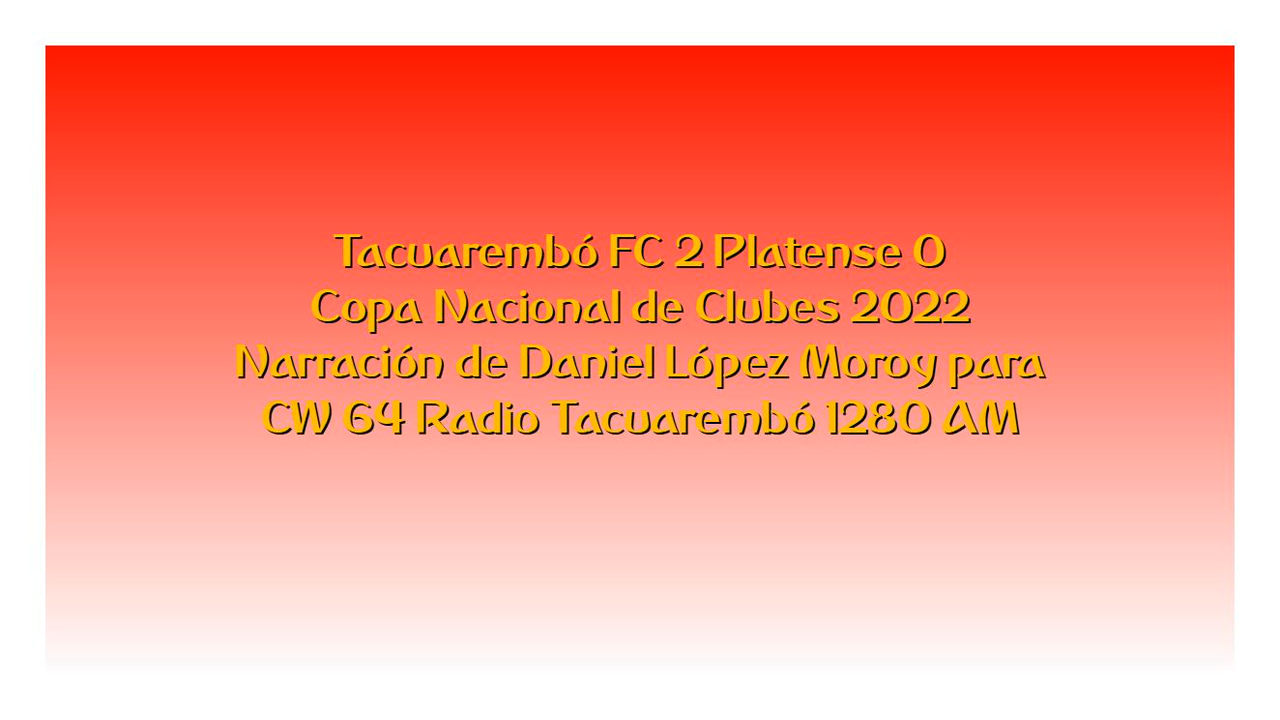 Tacuarembó FC 2 Platense 0
Copa Nacional de Clubes 2022
Narración de Daniel López Moroy para
CW 64 Radio Tacuarembó 1280 AM